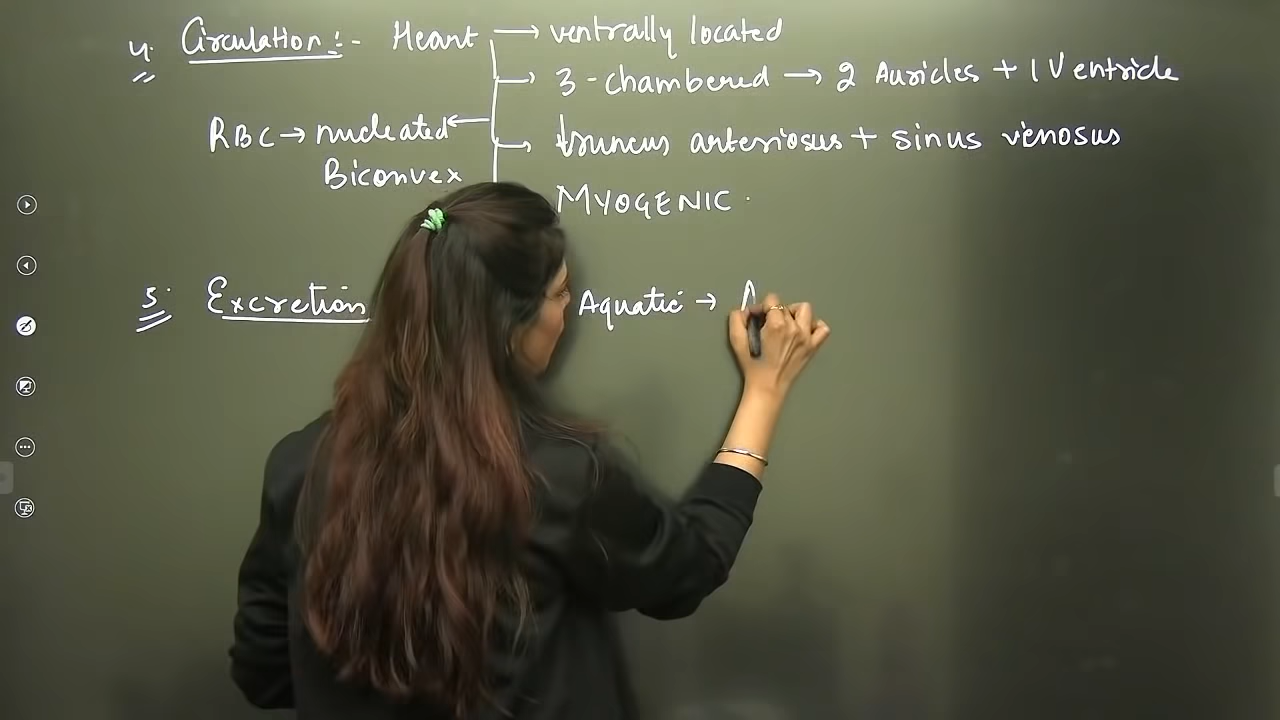 4. Circulation :- Heart → ventrally located
→ 3-chambered → 2 Auricles + 1 Ventricle
RBC → nucleated ← → truncus arteriosus + sinus venosus
Biconvex
MYOGENIC.
5. Excretion Aquatic → A